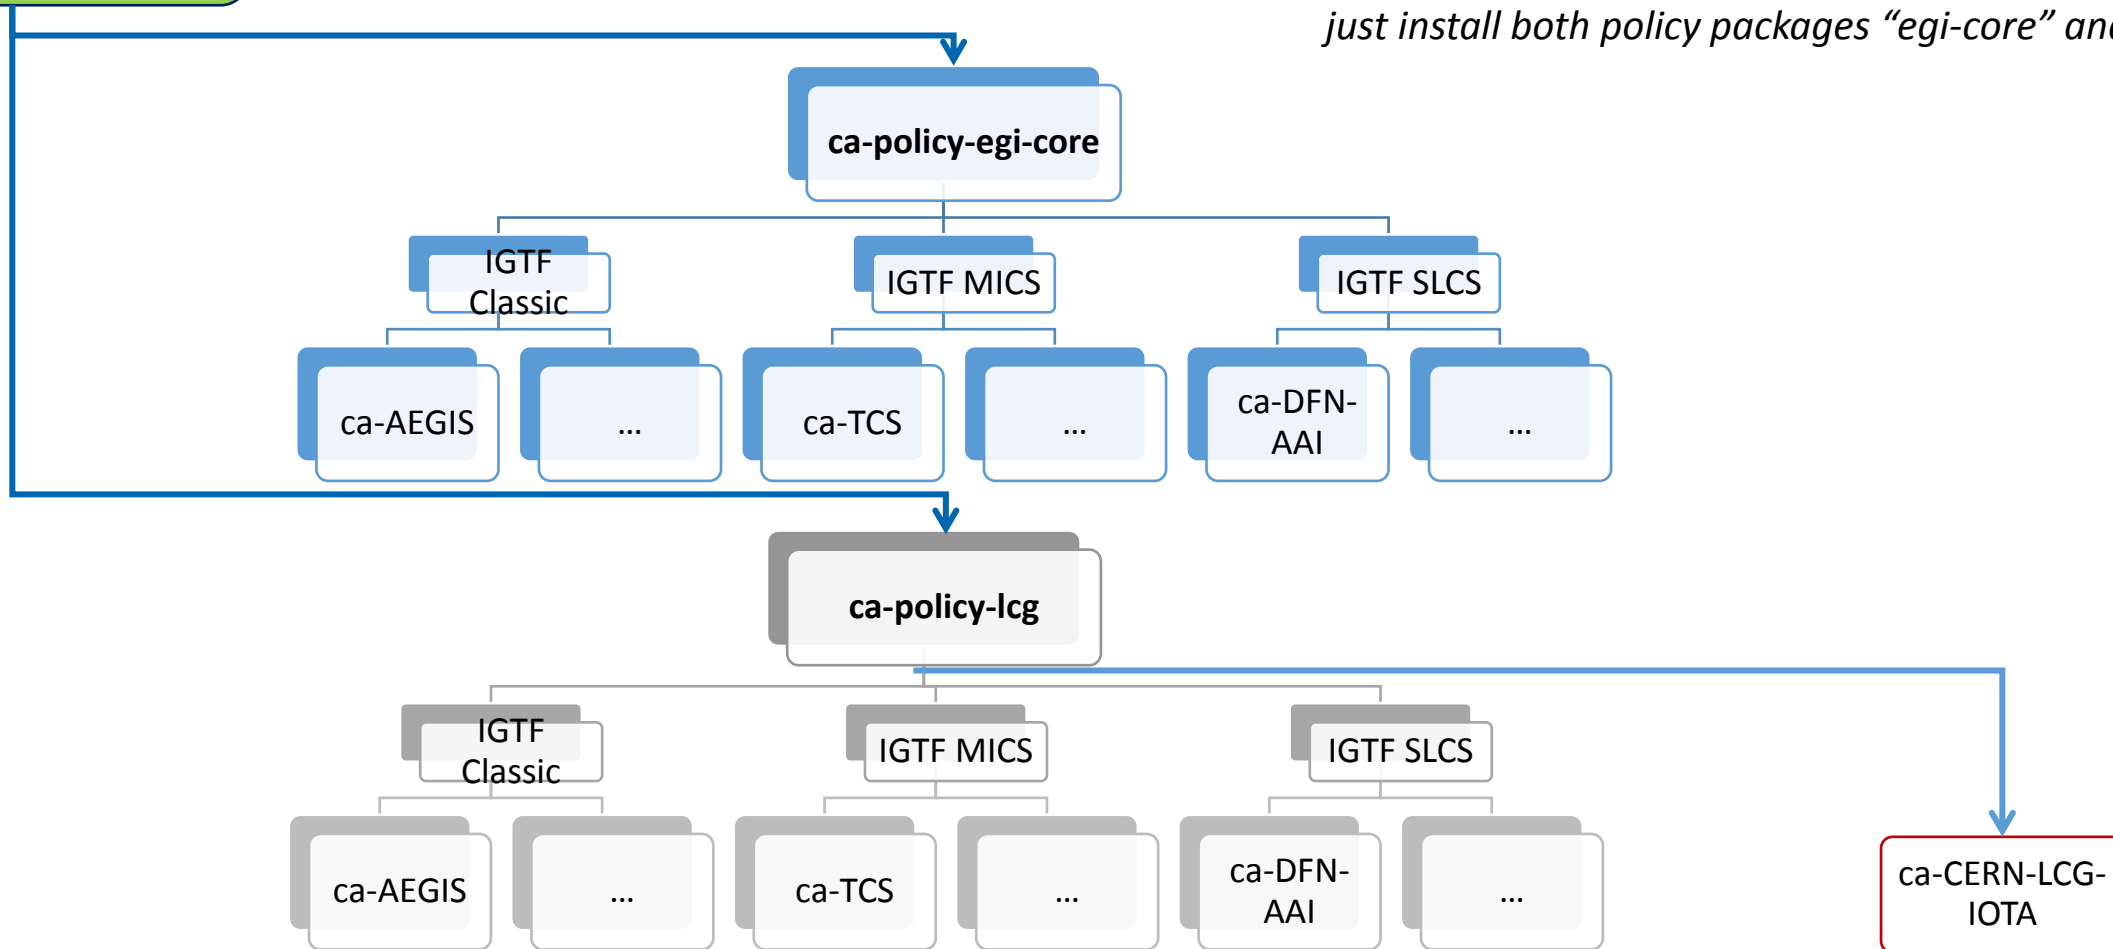 just install both policy packages “egi-core” and
ca-policy-egi-core
IGTF
Classic
IGTF MICS
IGTF SLCS
ca-AEGIS
...
ca-TCS
...
ca-DFN-
AAI
...
ca-policy-lcg
IGTF
Classic
IGTF MICS
IGTF SLCS
ca-AEGIS
...
ca-TCS
...
ca-DFN-
AAI
...
ca-CERN-LCG-
IOTA